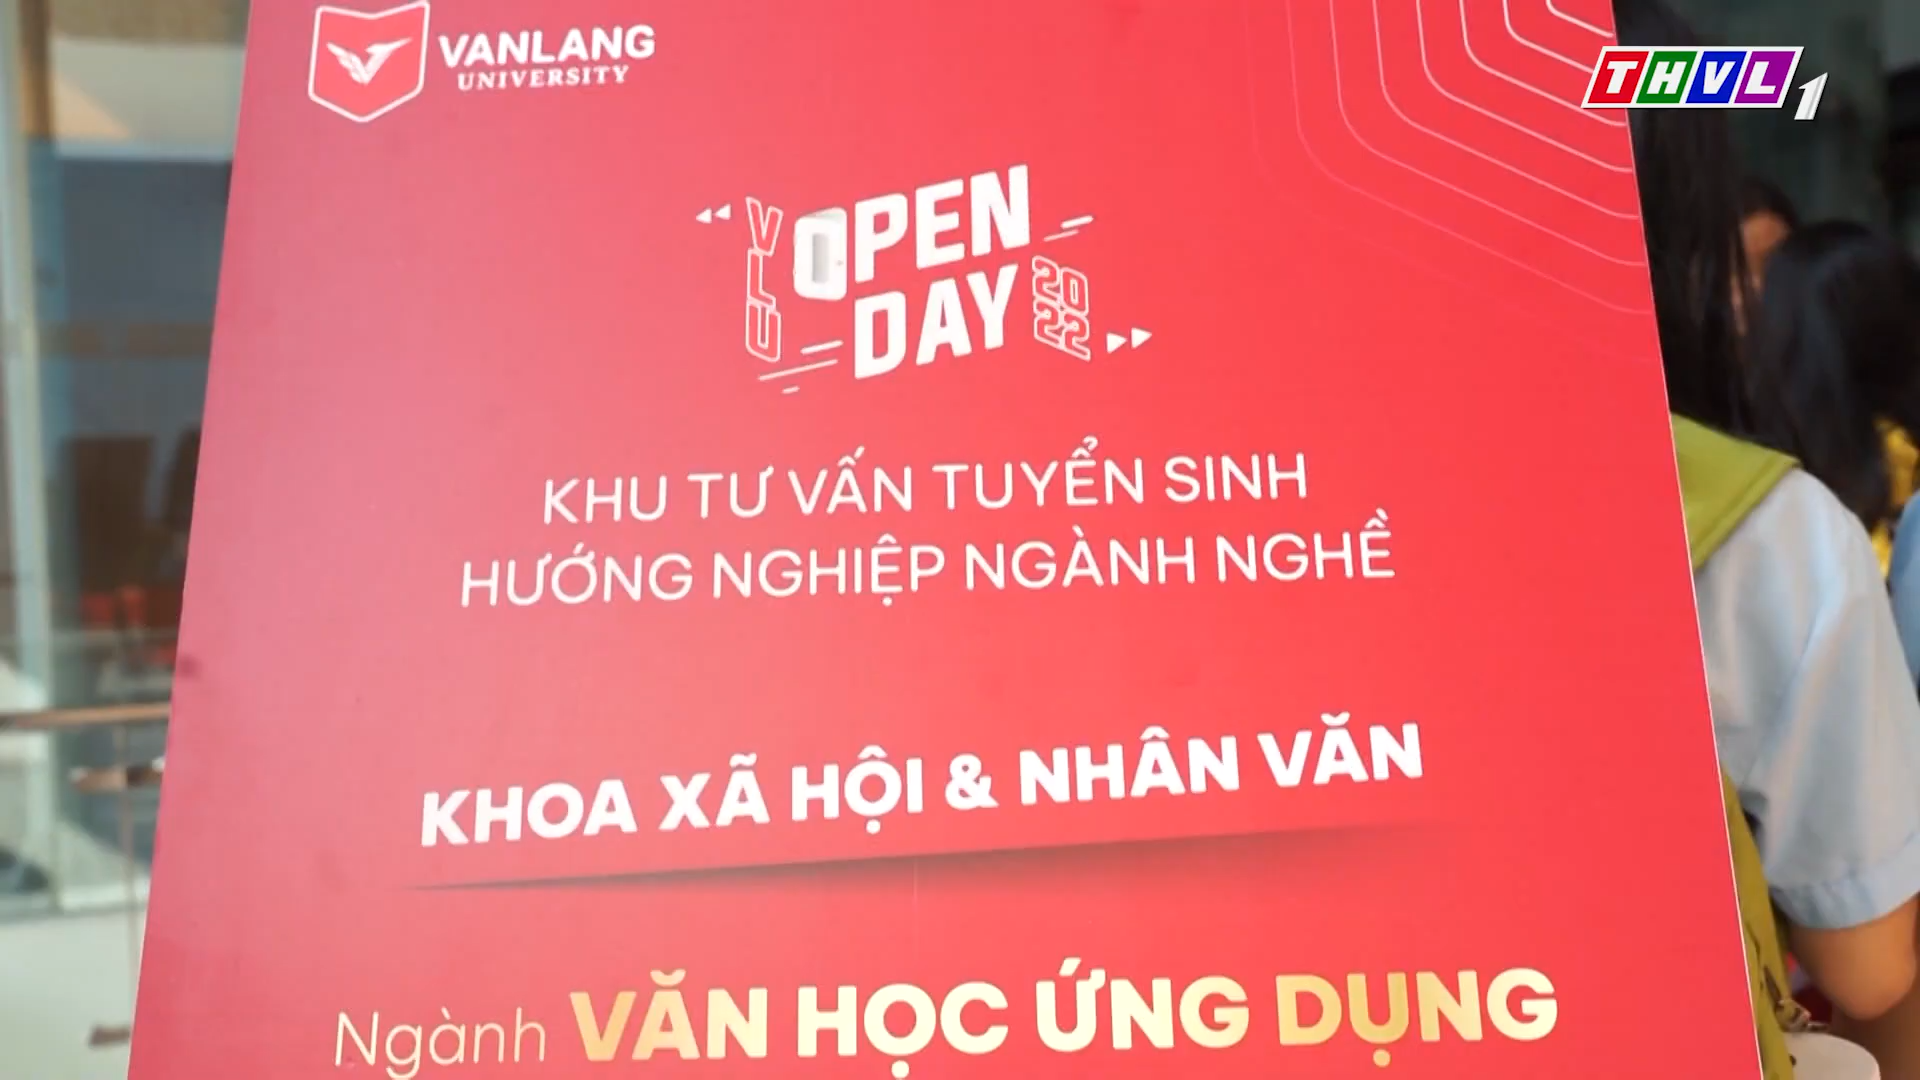 VANLANG
UNIVERSITY
THVL1
VLU
OPEN
DAY
2022
KHU TƯ VẤN TUYỂN SINH
HƯỚNG NGHIỆP NGÀNH NGHỀ
KHOA XÃ HỘI & NHÂN VĂN
Ngành VĂN HỌC ỨNG DỤNG